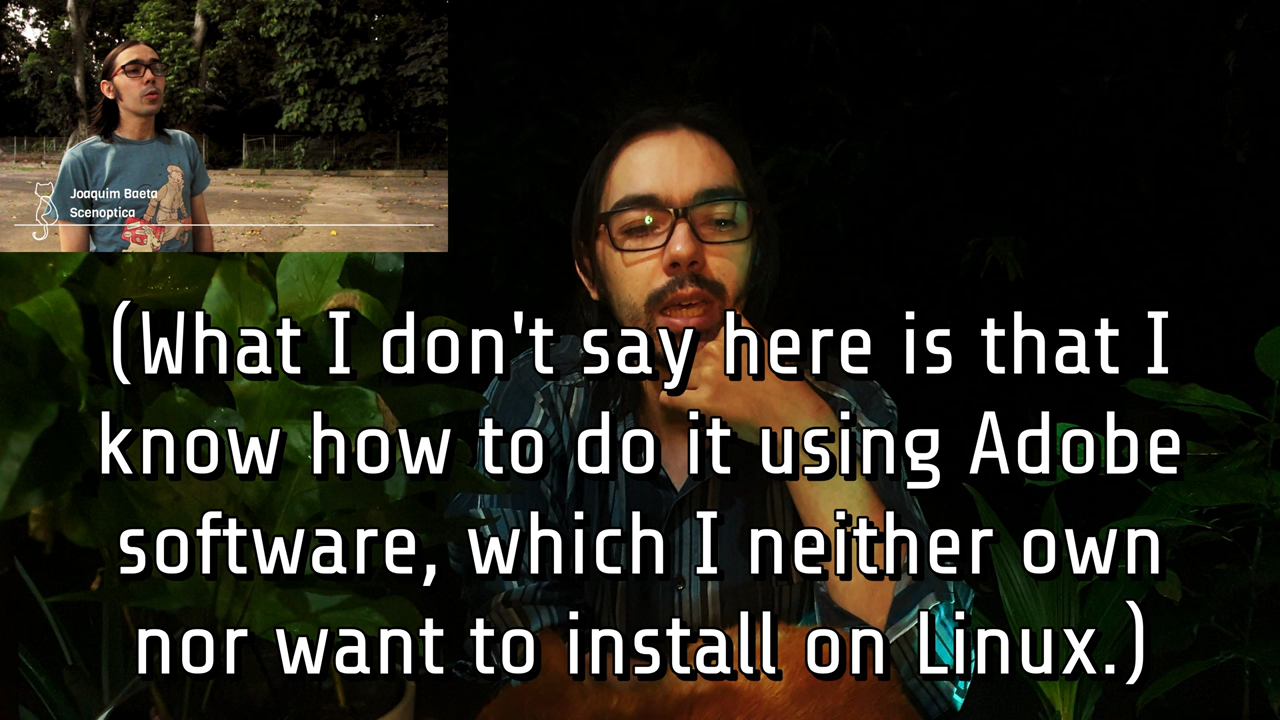 Joaquim Baeta
Scenoptica
(What I don't say here is that I
know how to do it using Adobe
software, which I neither own
nor want to install on Linux.)